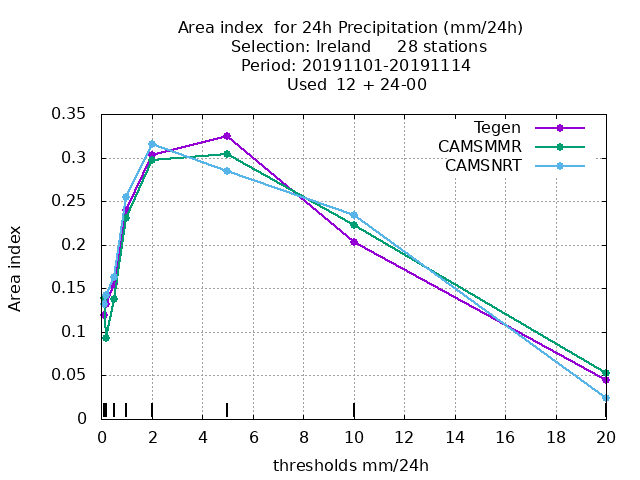 Area index  for 24h Precipitation (mm/24h)
Selection: Ireland     28 stations
Period: 20191101-20191114
Used  12 + 24-00
Tegen
CAMSMMR
CAMSNRT
Area index
0.35
0.3
0.25
0.2
0.15
0.1
0.05
0
0 2 4 6 8 10 12 14 16 18 20
thresholds mm/24h